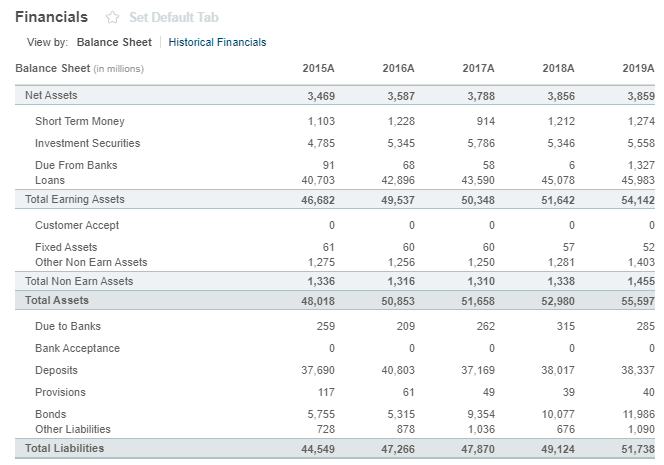 Financials ☆ Set Default Tab
View by: Balance Sheet | Historical Financials
Balance Sheet (in millions) 2015A 2016A 2017A 2018A 2019A
Net Assets 3,469 3,587 3,788 3,856 3,859
Short Term Money 1,103 1,228 914 1,212 1,274
Investment Securities 4,785 5,345 5,786 5,346 5,558
Due From Banks 91 68 58 6 1,327
Loans 40,703 42,896 43,590 45,078 45,983
Total Earning Assets 46,682 49,537 50,348 51,642 54,142
Customer Accept 0 0 0 0 0
Fixed Assets 61 60 60 57 52
Other Non Earn Assets 1,275 1,256 1,250 1,281 1,403
Total Non Earn Assets 1,336 1,316 1,310 1,338 1,455
Total Assets 48,018 50,853 51,658 52,980 55,597
Due to Banks 259 209 262 315 285
Bank Acceptance 0 0 0 0 0
Deposits 37,690 40,803 37,169 38,017 38,337
Provisions 117 61 49 39 40
Bonds 5,755 5,315 9,354 10,077 11,986
Other Liabilities 728 878 1,036 676 1,090
Total Liabilities 44,549 47,266 47,870 49,124 51,738